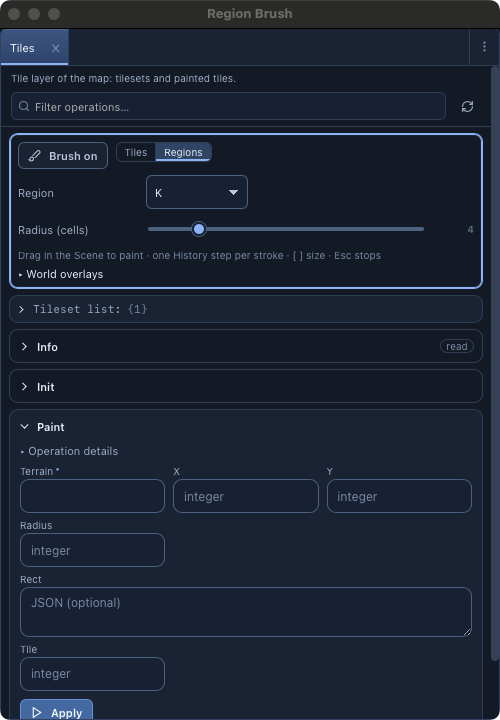 Region Brush
Tiles ×
Tile layer of the map: tilesets and painted tiles.
Filter operations...
Brush on Tiles Regions
Region K
Radius (cells) 4
Drag in the Scene to paint · one History step per stroke · [ ] size · Esc stops
World overlays
Tileset list: {1}
Info read
Init
Paint
Operation details
Terrain * X Y
integer integer
Radius
integer
Rect
JSON (optional)
Tile
integer
Apply